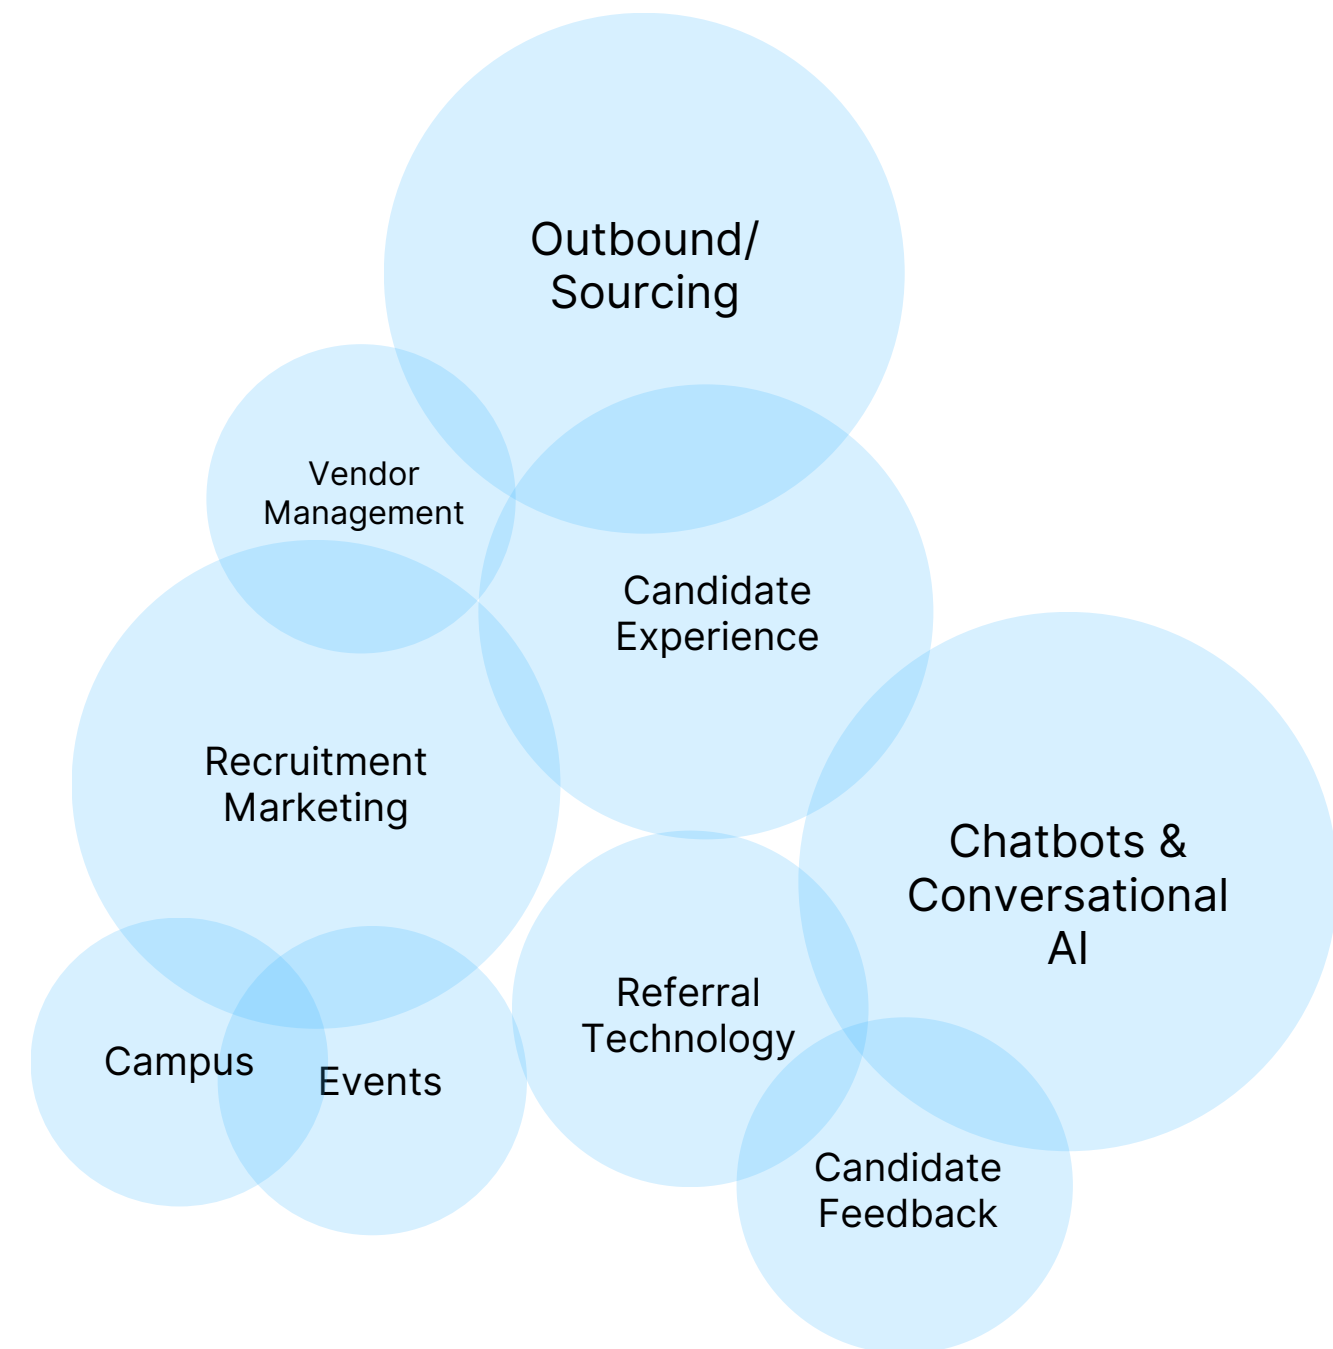 Outbound/
Sourcing
Vendor
Management
Candidate
Experience
Recruitment
Marketing
Chatbots &
Conversational
AI
Referral
Technology
Campus
Events
Candidate
Feedback